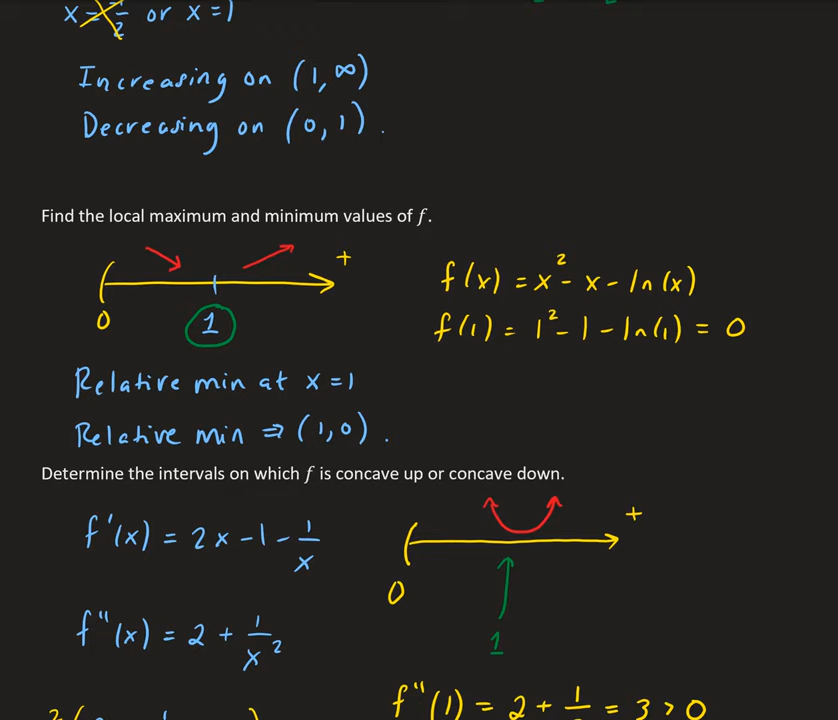 x = -1/2 or x = 1
Increasing on (1, ∞)
Decreasing on (0, 1).
Find the local maximum and minimum values of f.
+
0
1
f(x) = x² - x - ln(x)
f(1) = 1² - 1 - ln(1) = 0
Relative min at x = 1
Relative min ⇒ (1, 0).
Determine the intervals on which f is concave up or concave down.
f'(x) = 2x - 1 - 1/x
+
0
1
f''(x) = 2 + 1/x²
f''(1) = 2 + 1/ = 3 > 0